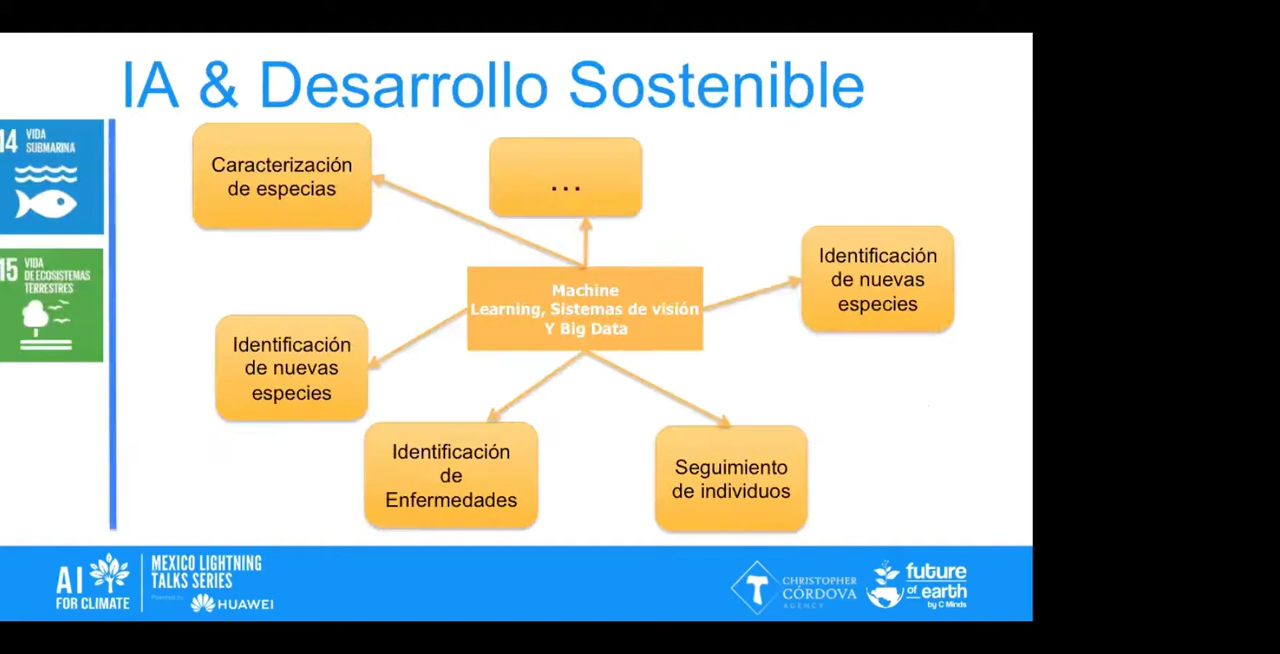 IA & Desarrollo Sostenible
14 VIDA
SUBMARINA
15 VIDA
DE ECOSISTEMAS
TERRESTRES
Caracterización
de especias
...
Identificación
de nuevas
especies
Machine
Learning, Sistemas de visión
Y Big Data
Identificación
de nuevas
especies
Identificación
de
Enfermedades
Seguimiento
de individuos
AI
FOR CLIMATE
MEXICO LIGHTNING
TALKS SERIES
Powered by
HUAWEI
CHRISTOPHER
CÓRDOVA
AGENCY
future
of earth
by C Minds